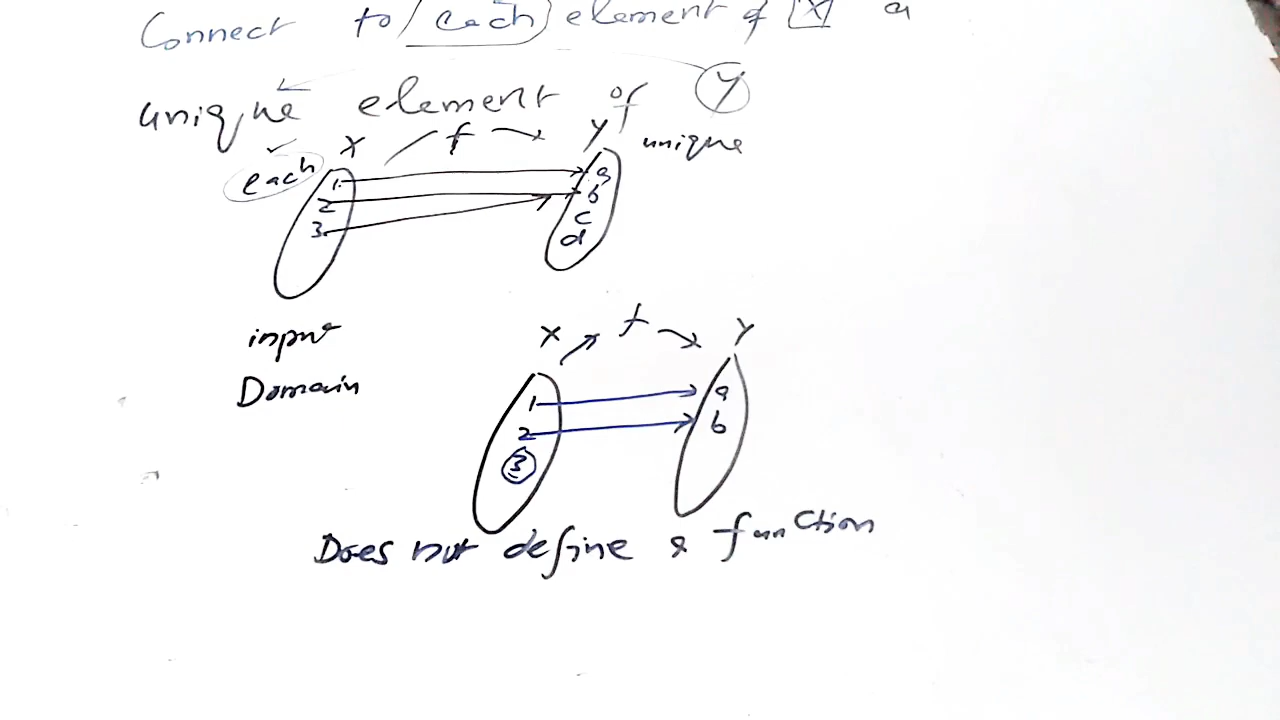 Connect to each element of X a
unique element of Y
X f Y unique
each 1. a
2 b
3. c
d
input X f Y
Domain 1 a
2 b
3
Does not define a function